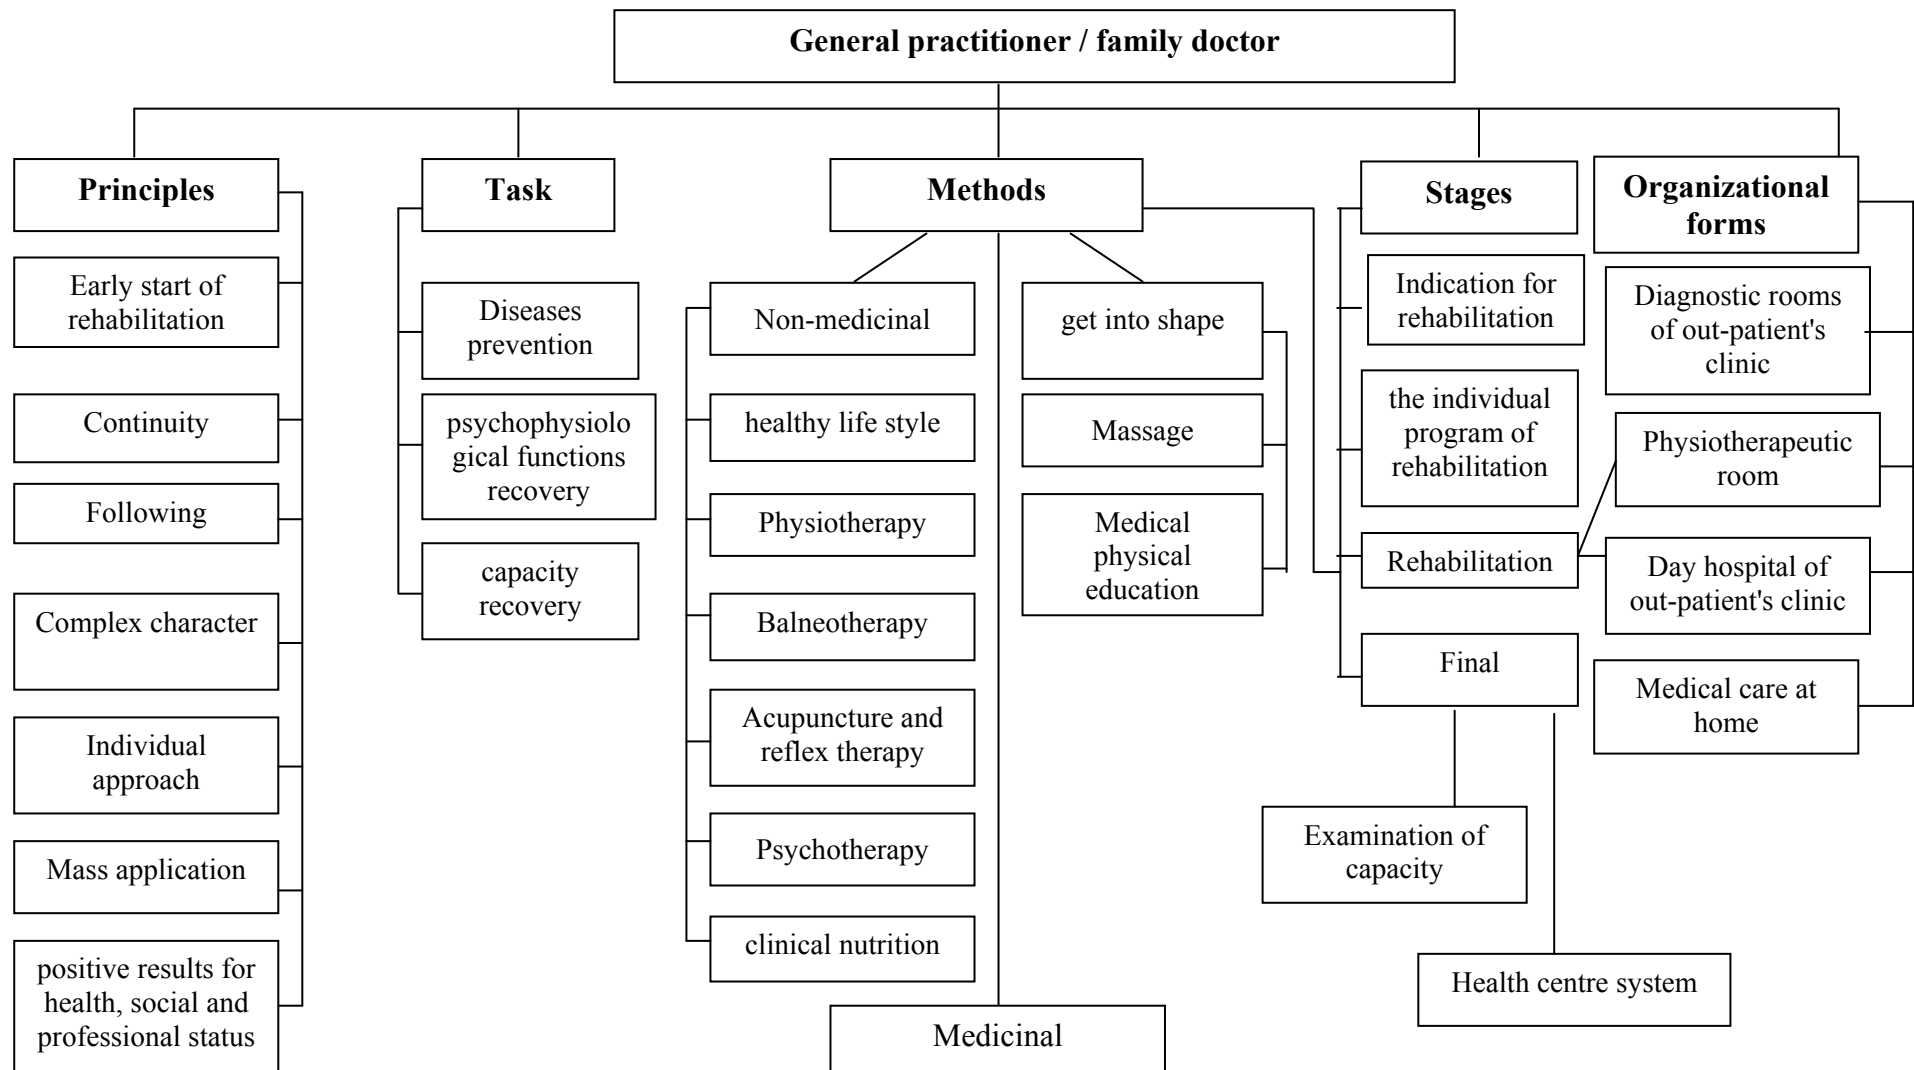 General practitioner / family doctor
Principles
Early start of
rehabilitation
Continuity
Following
Complex character
Individual
approach
Mass application
positive results for
health, social and
professional status
Task
Diseases
prevention
psychophysiolo
gical functions
recovery
capacity
recovery
Methods
Non-medicinal
healthy life style
Physiotherapy
Balneotherapy
Acupuncture and
reflex therapy
Psychotherapy
clinical nutrition
get into shape
Massage
Medical
physical
education
Medicinal
Stages
Indication for
rehabilitation
the individual
program of
rehabilitation
Rehabilitation
Final
Examination of
capacity
Health centre system
Organizational
forms
Diagnostic rooms
of out-patient's
clinic
Physiotherapeutic
room
Day hospital of
out-patient's clinic
Medical care at
home